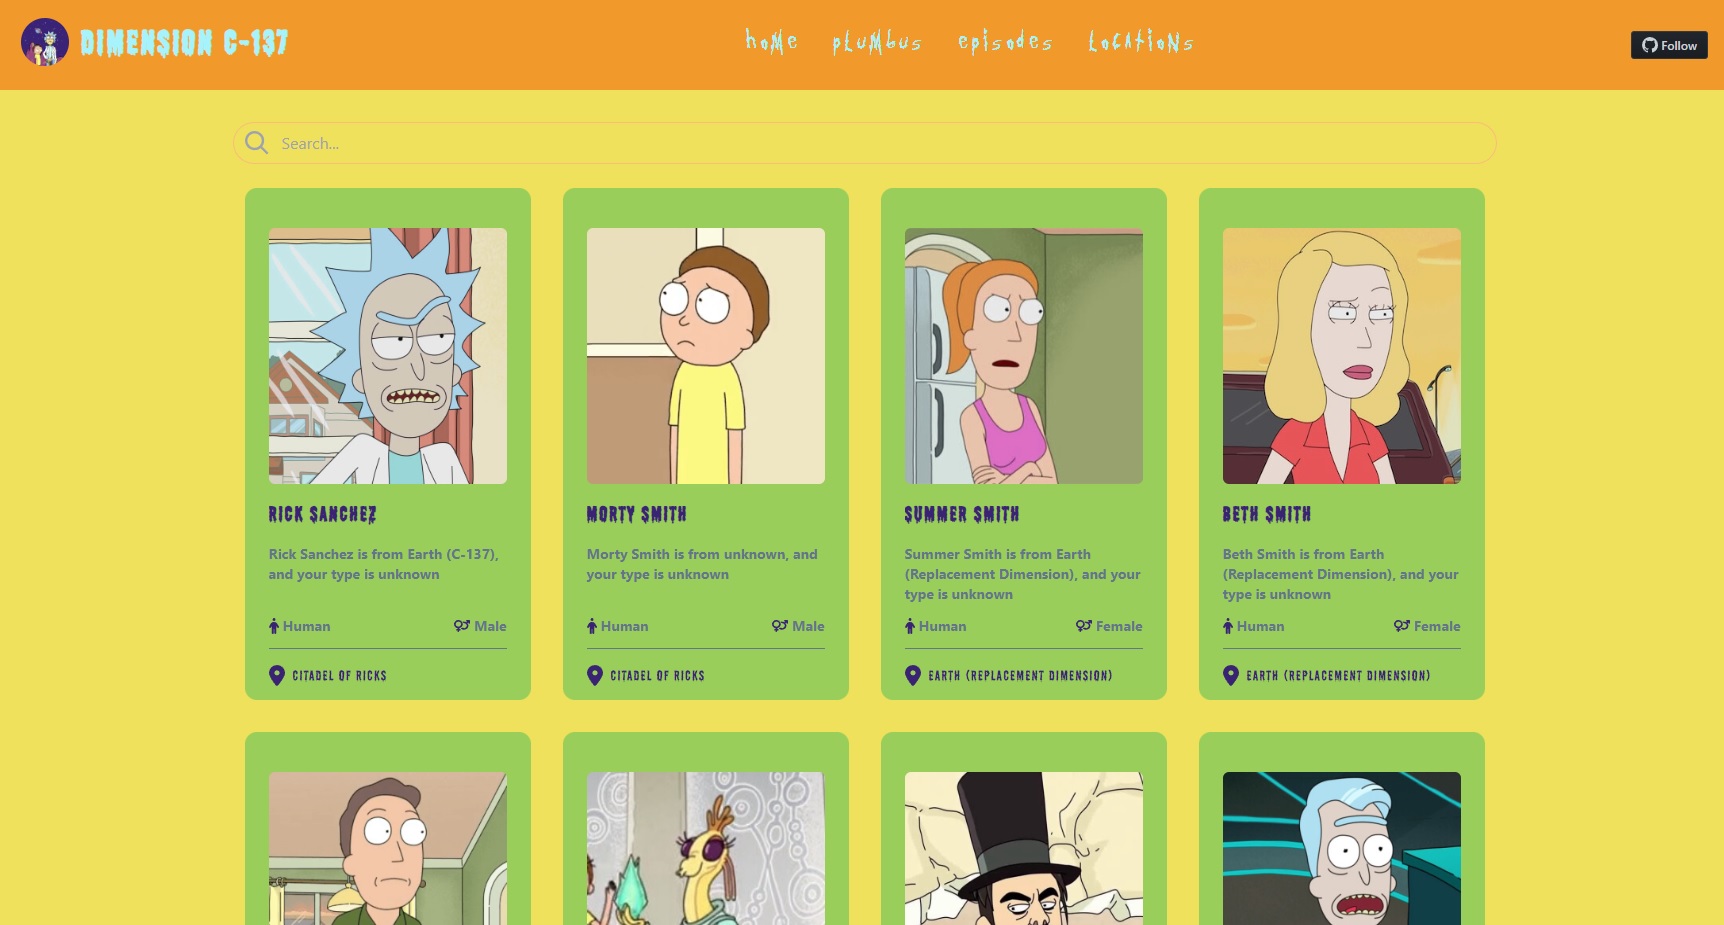 DIMENSION C-137
hoMe
pLuMbus
episodes
LoCAtioNs
Follow
Search...
RICK SANCHEZ
Rick Sanchez is from Earth (C-137),
and your type is unknown
Human
Male
CITADEL OF RICKS
MORTY SMITH
Morty Smith is from unknown, and
your type is unknown
Human
Male
CITADEL OF RICKS
SUMMER SMITH
Summer Smith is from Earth
(Replacement Dimension), and your
type is unknown
Human
Female
EARTH (REPLACEMENT DIMENSION)
BETH SMITH
Beth Smith is from Earth
(Replacement Dimension), and your
type is unknown
Human
Female
EARTH (REPLACEMENT DIMENSION)